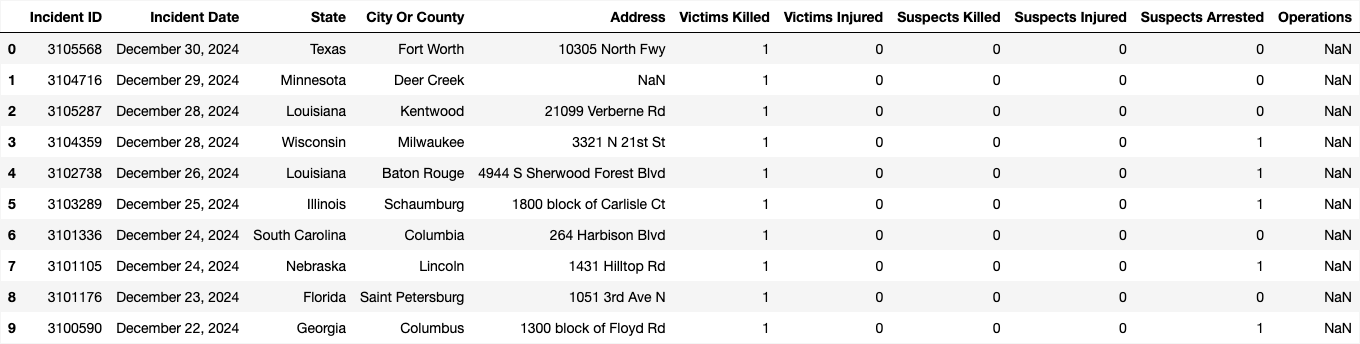 Incident ID Incident Date State City Or County Address Victims Killed Victims Injured Suspects Killed Suspects Injured Suspects Arrested Operations
0 3105568 December 30, 2024 Texas Fort Worth 10305 North Fwy 1 0 0 0 0 NaN
1 3104716 December 29, 2024 Minnesota Deer Creek NaN 1 0 0 0 0 NaN
2 3105287 December 28, 2024 Louisiana Kentwood 21099 Verberne Rd 1 0 0 0 0 NaN
3 3104359 December 28, 2024 Wisconsin Milwaukee 3321 N 21st St 1 0 0 0 1 NaN
4 3102738 December 26, 2024 Louisiana Baton Rouge 4944 S Sherwood Forest Blvd 1 0 0 0 1 NaN
5 3103289 December 25, 2024 Illinois Schaumburg 1800 block of Carlisle Ct 1 0 0 0 1 NaN
6 3101336 December 24, 2024 South Carolina Columbia 264 Harbison Blvd 1 0 0 0 0 NaN
7 3101105 December 24, 2024 Nebraska Lincoln 1431 Hilltop Rd 1 0 0 0 1 NaN
8 3101176 December 23, 2024 Florida Saint Petersburg 1051 3rd Ave N 1 0 0 0 0 NaN
9 3100590 December 22, 2024 Georgia Columbus 1300 block of Floyd Rd 1 0 0 0 1 NaN